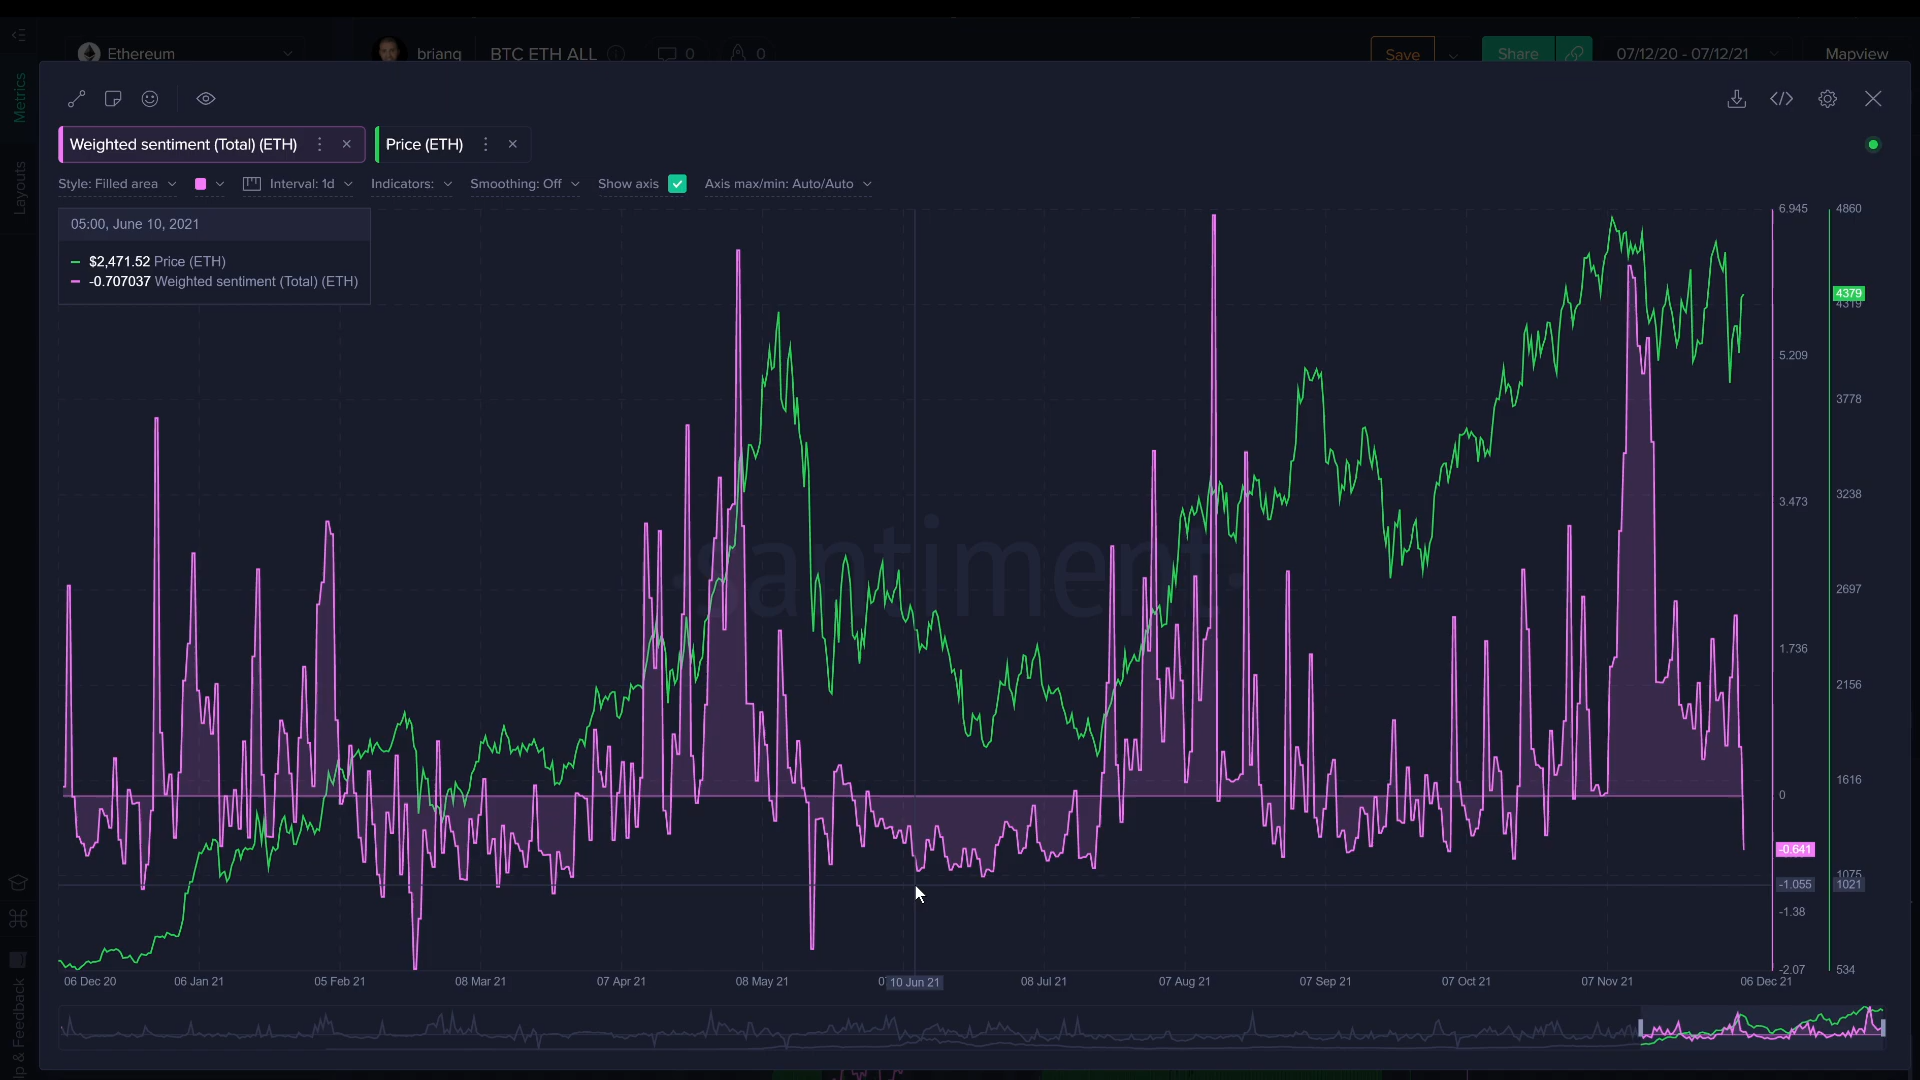 Ethereum
briang
BTC ETH ALL
0
0
Save
Share
07/12/20 - 07/12/21
Mapview
Metrics
Layouts
Weighted sentiment (Total) (ETH)
Price (ETH)
Style: Filled area
Interval: 1d
Indicators:
Smoothing: Off
Show axis
Axis max/min: Auto/Auto
05:00, June 10, 2021
$2,471.52 Price (ETH)
-0.707037 Weighted sentiment (Total) (ETH)
santiment
6.945
5.209
3.473
1.736
0
-0.641
-1.055
-1.38
-2.07
4860
4379
4319
3778
3238
2697
2156
1616
1075
1021
534
06 Dec 20
06 Jan 21
05 Feb 21
08 Mar 21
07 Apr 21
08 May 21
10 Jun 21
08 Jul 21
07 Aug 21
07 Sep 21
07 Oct 21
07 Nov 21
06 Dec 21
lp & Feedback